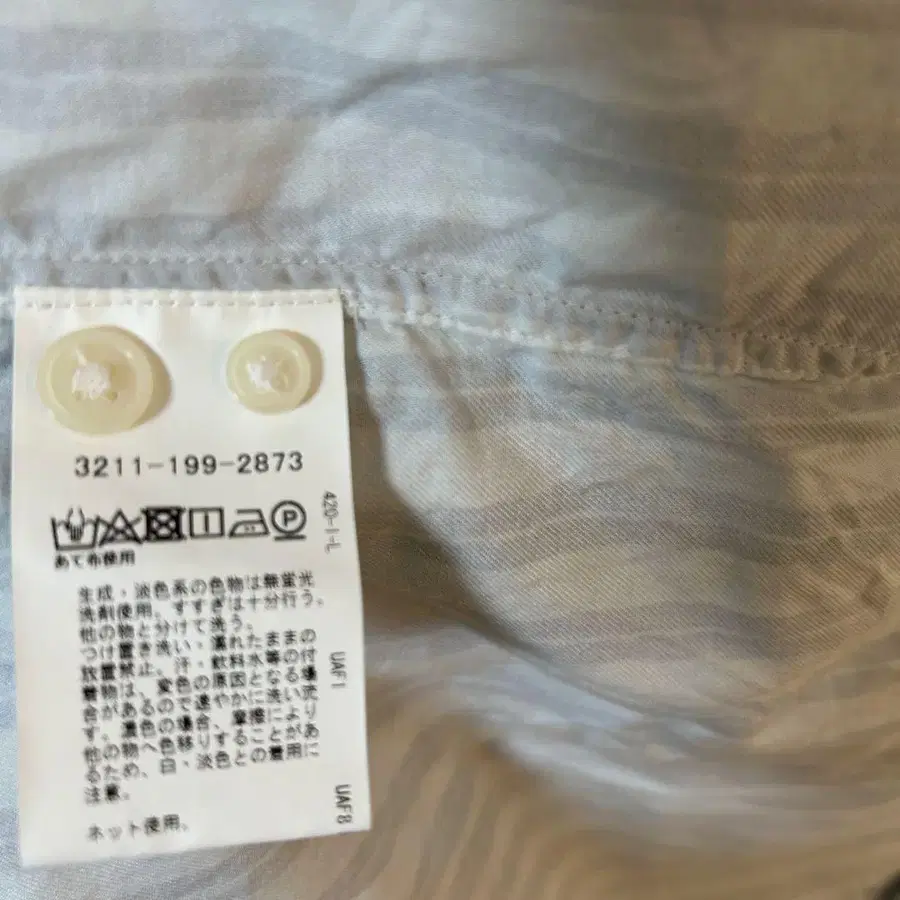 3211-199-2873
P
あて布使用
420-I-L
生成・淡色系の色物は無蛍光
洗剤使用。すすぎは十分行う。
他の物と分けて洗う。
つけ置き洗い・濡れたままの
放置禁止。汗・飲料水等の付
着物は、変色の原因となる場
合があるので速やかに洗い流
す。濃色の場合、摩擦により
他の物へ色移りすることがあ
るため、白・淡色との着用に
注意。
ネット使用。
UAF1
UAF8